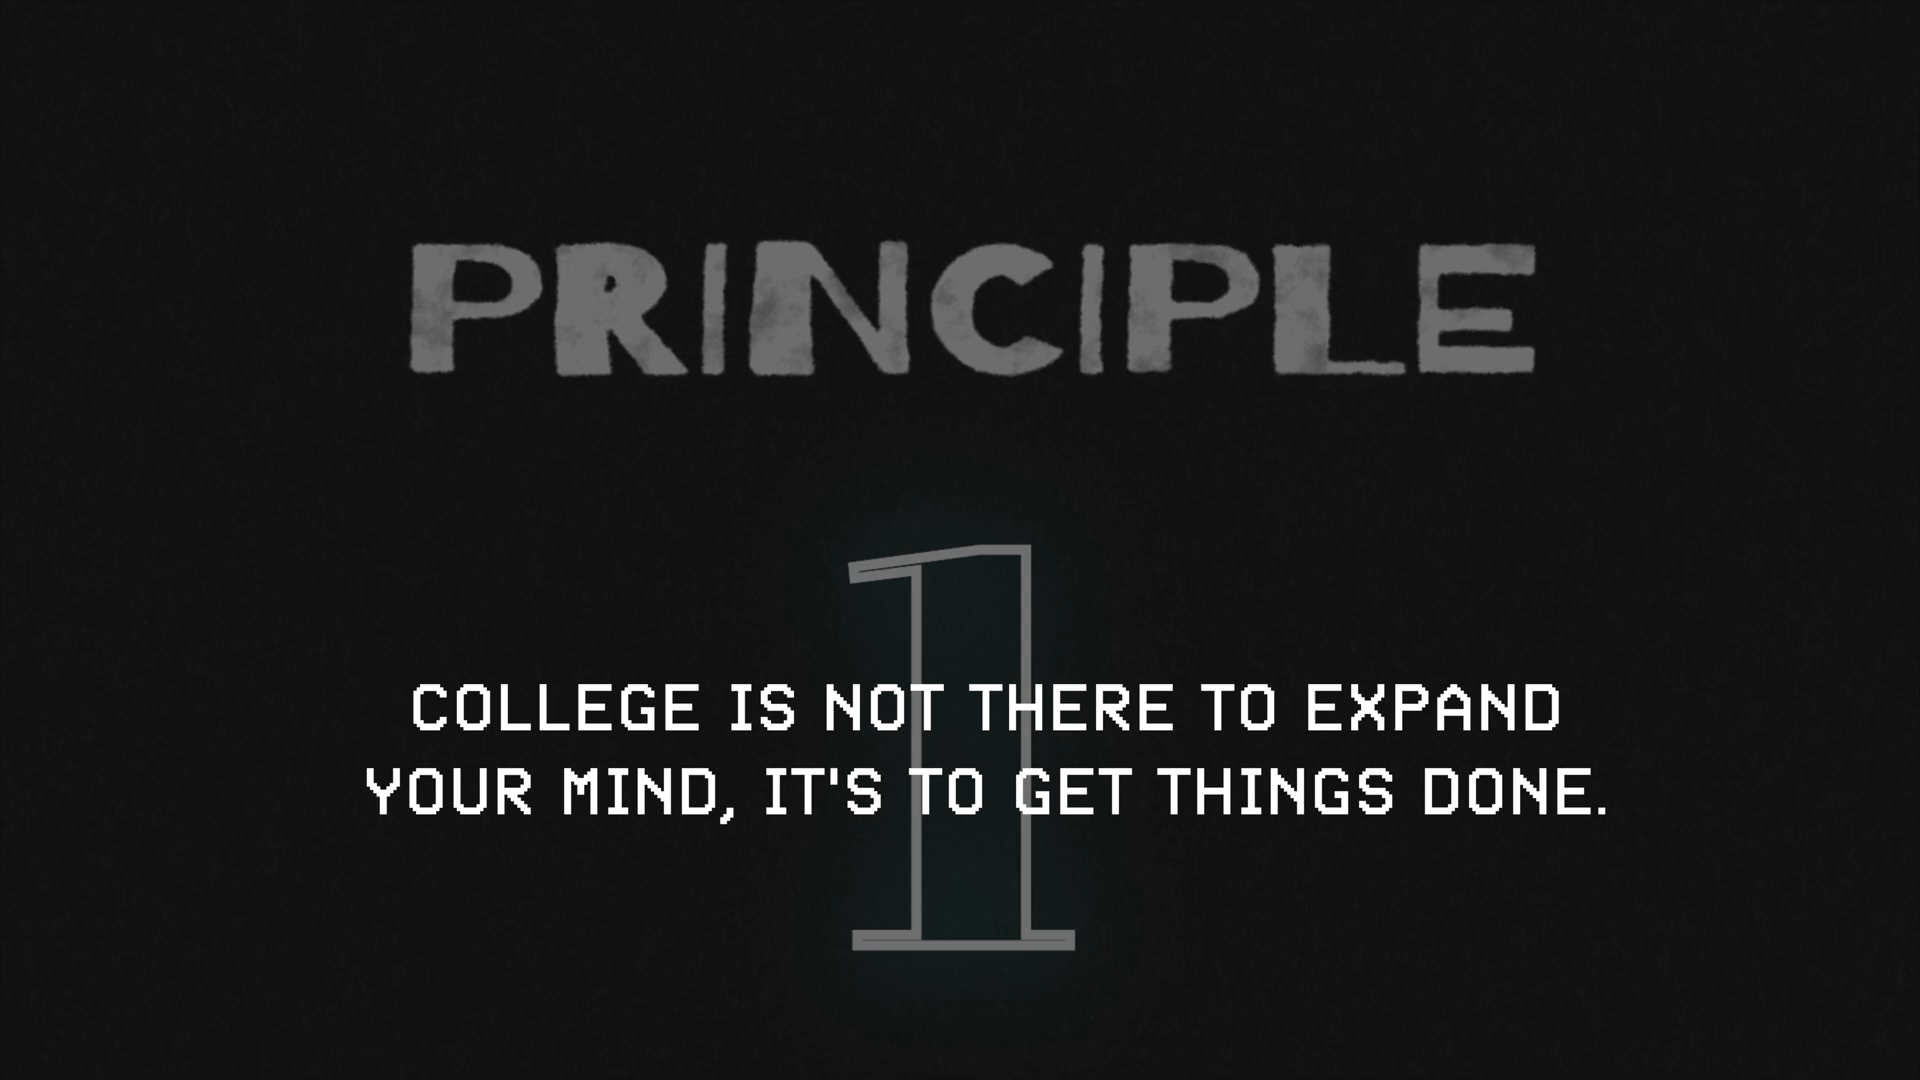 PRINCIPLE
1
COLLEGE IS NOT THERE TO EXPAND
YOUR MIND, IT'S TO GET THINGS DONE.